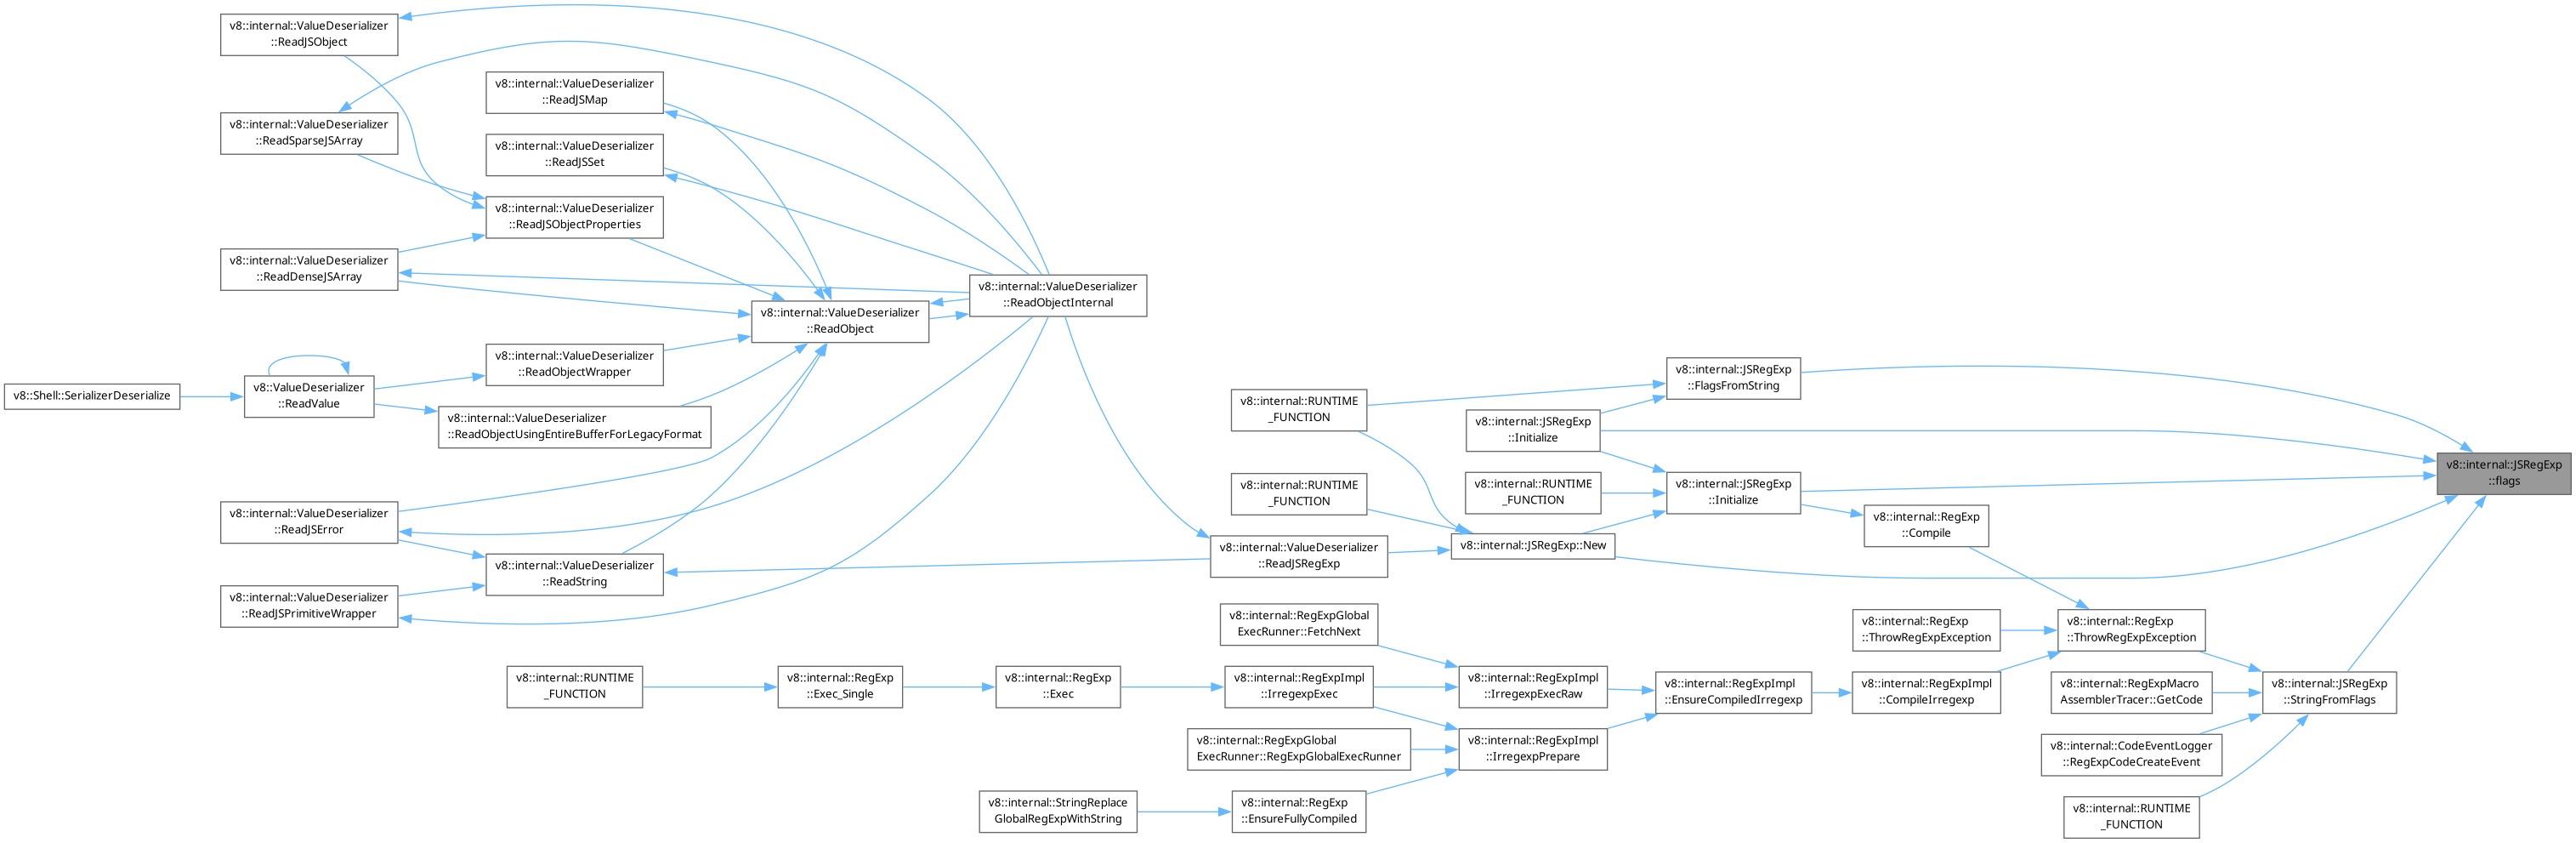 v8::internal::ValueDeserializer
::ReadJSObject
v8::internal::ValueDeserializer
::ReadJSMap
v8::internal::ValueDeserializer
::ReadSparseJSArray
v8::internal::ValueDeserializer
::ReadJSSet
v8::internal::ValueDeserializer
::ReadJSObjectProperties
v8::internal::ValueDeserializer
::ReadDenseJSArray
v8::internal::ValueDeserializer
::ReadObjectInternal
v8::internal::ValueDeserializer
::ReadObject
v8::internal::ValueDeserializer
::ReadObjectWrapper
v8::Shell::SerializerDeserialize
v8::ValueDeserializer
::ReadValue
v8::internal::ValueDeserializer
::ReadObjectUsingEntireBufferForLegacyFormat
v8::internal::JSRegExp
::FlagsFromString
v8::internal::RUNTIME
_FUNCTION
v8::internal::JSRegExp
::Initialize
v8::internal::JSRegExp
::flags
v8::internal::RUNTIME
_FUNCTION
v8::internal::RUNTIME
_FUNCTION
v8::internal::JSRegExp
::Initialize
v8::internal::ValueDeserializer
::ReadJSError
v8::internal::RegExp
::Compile
v8::internal::JSRegExp::New
v8::internal::ValueDeserializer
::ReadJSRegExp
v8::internal::ValueDeserializer
::ReadString
v8::internal::ValueDeserializer
::ReadJSPrimitiveWrapper
v8::internal::RegExpGlobal
ExecRunner::FetchNext
v8::internal::RegExp
::ThrowRegExpException
v8::internal::RegExp
::ThrowRegExpException
v8::internal::RUNTIME
_FUNCTION
v8::internal::RegExp
::Exec_Single
v8::internal::RegExp
::Exec
v8::internal::RegExpImpl
::IrregexpExec
v8::internal::RegExpImpl
::IrregexpExecRaw
v8::internal::RegExpImpl
::EnsureCompiledIrregexp
v8::internal::RegExpImpl
::CompileIrregexp
v8::internal::RegExpMacro
AssemblerTracer::GetCode
v8::internal::JSRegExp
::StringFromFlags
v8::internal::RegExpGlobal
ExecRunner::RegExpGlobalExecRunner
v8::internal::RegExpImpl
::IrregexpPrepare
v8::internal::CodeEventLogger
::RegExpCodeCreateEvent
v8::internal::StringReplace
GlobalRegExpWithString
v8::internal::RegExp
::EnsureFullyCompiled
v8::internal::RUNTIME
_FUNCTION